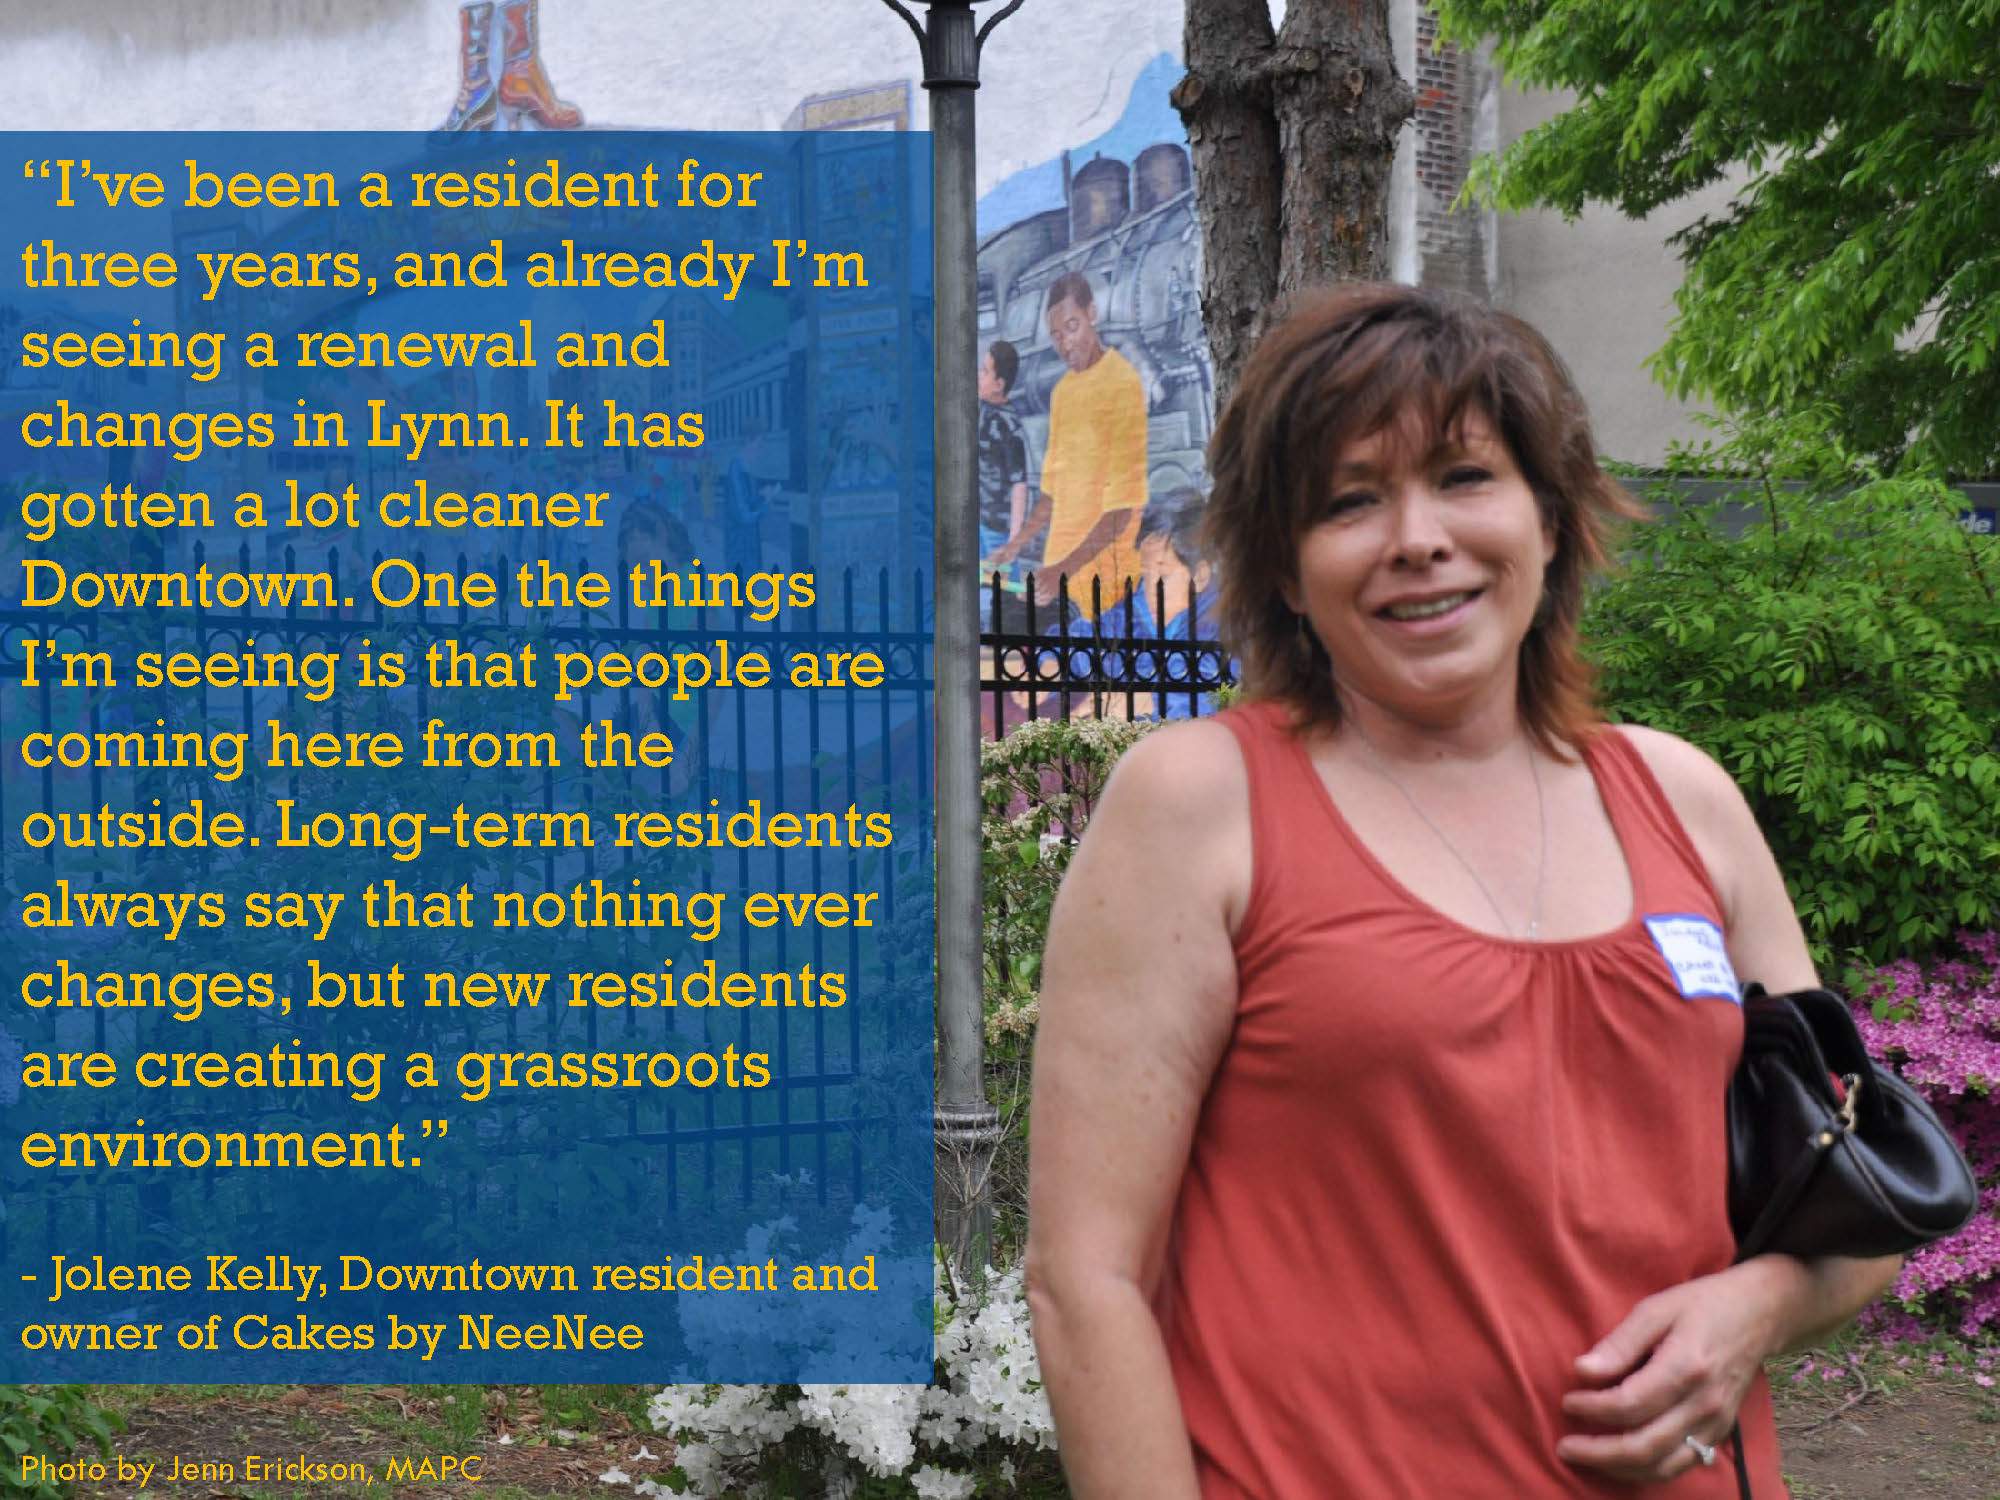 “I’ve been a resident for
three years, and already I’m
seeing a renewal and
changes in Lynn. It has
gotten a lot cleaner
Downtown. One the things
I’m seeing is that people are
coming here from the
outside. Long-term residents
always say that nothing ever
changes, but new residents
are creating a grassroots
environment.”
- Jolene Kelly, Downtown resident and
owner of Cakes by NeeNee
Photo by Jenn Erickson, MAPC